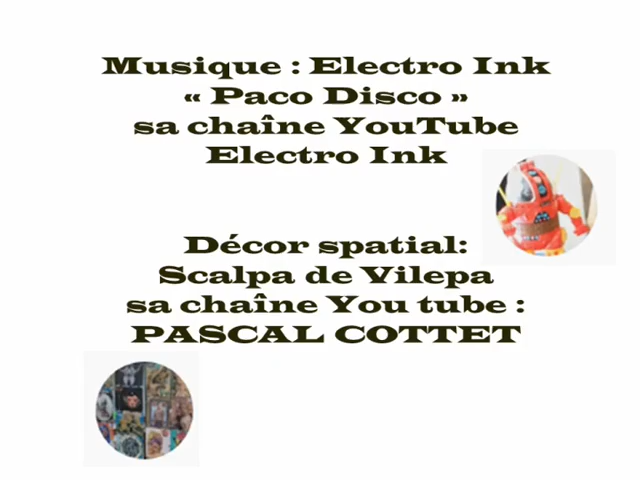 Musique : Electro Ink
« Paco Disco »
sa chaîne YouTube
Electro Ink
Décor spatial:
Scalpa de Vilepa
sa chaîne You tube :
PASCAL COTTET